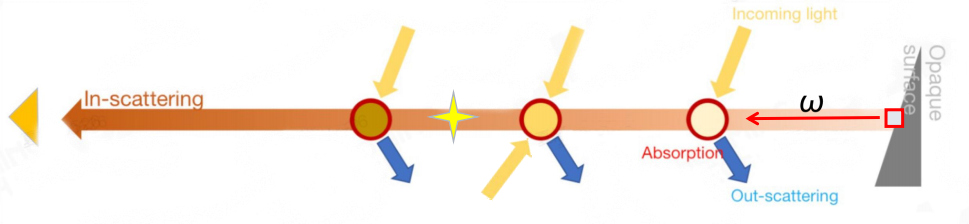 Incoming light
In-scattering
ω
Opaque
surface
Absorption
Out-scattering